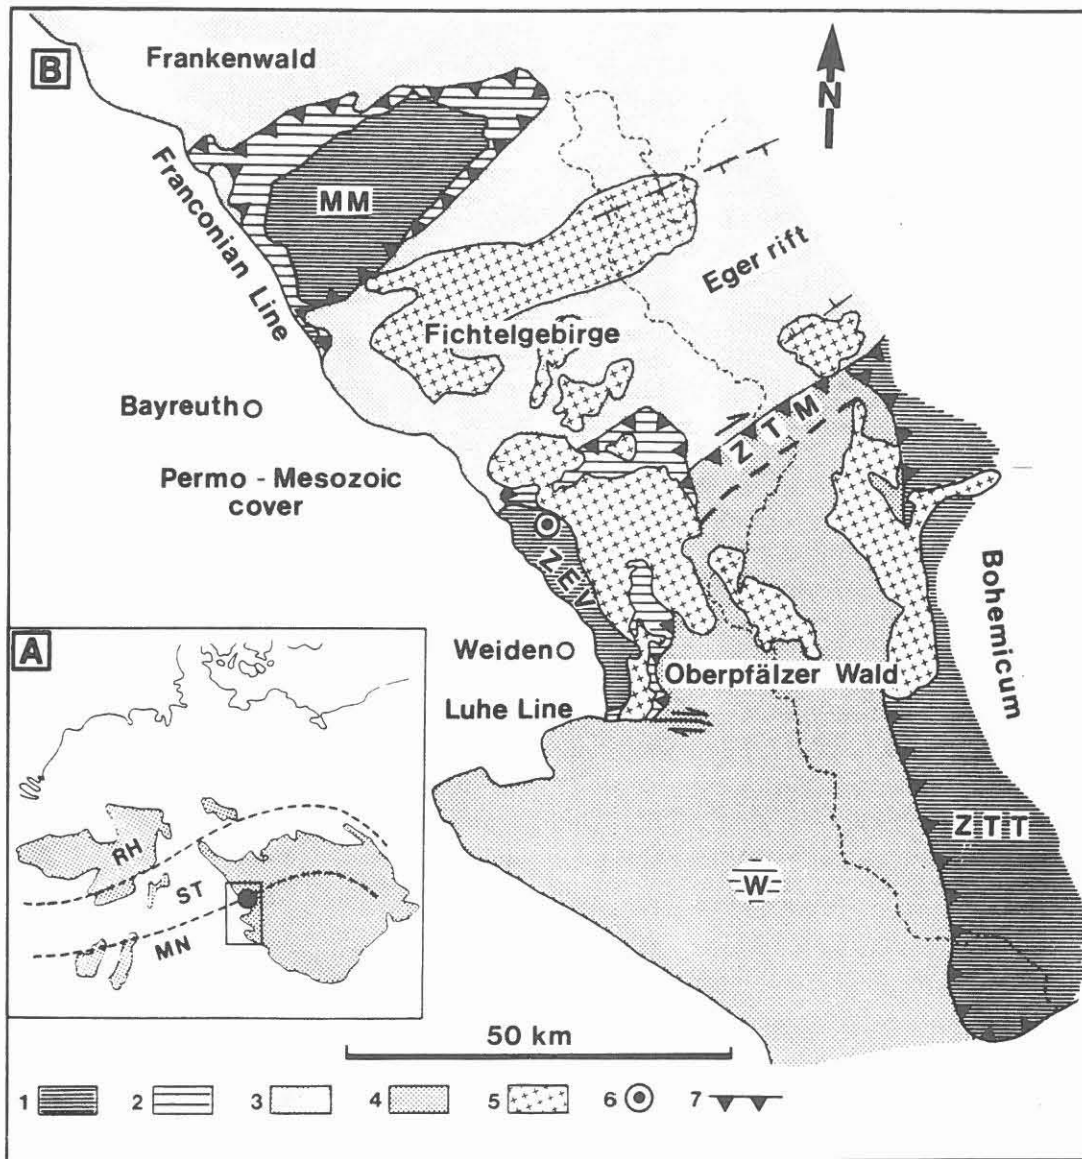 B
Frankenwald
N
Franconian Line
MM
Eger rift
Fichtelgebirge
Bayreuth
ZTM
Permo - Mesozoic
cover
ZEV
Bohemicum
A
Weiden
Oberpfälzer Wald
Luhe Line
RH
ST
MN
ZTT
W
50 km
1 2 3 4 5 6 7